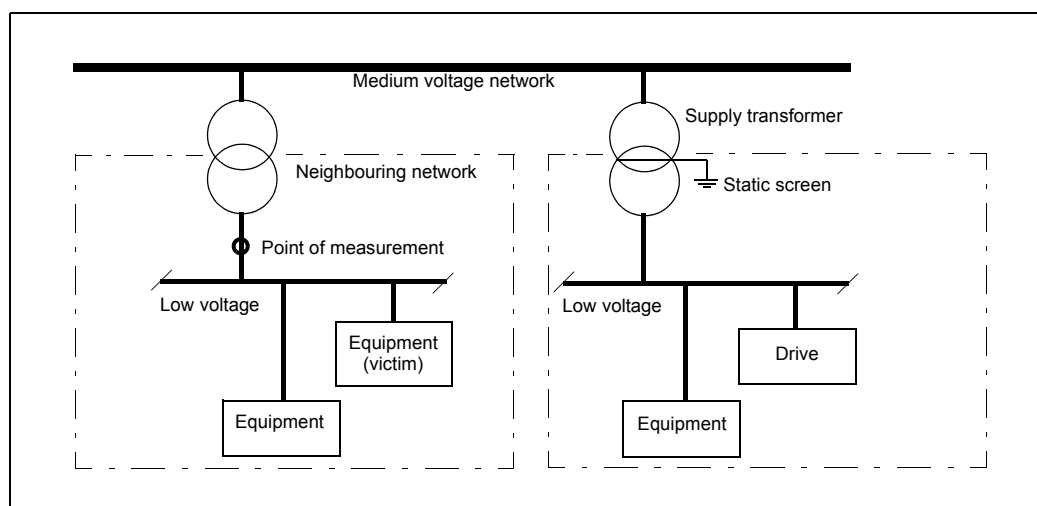 Medium voltage network
Supply transformer
Neighbouring network
Static screen
Point of measurement
Low voltage
Low voltage
Equipment
(victim)
Drive
Equipment
Equipment